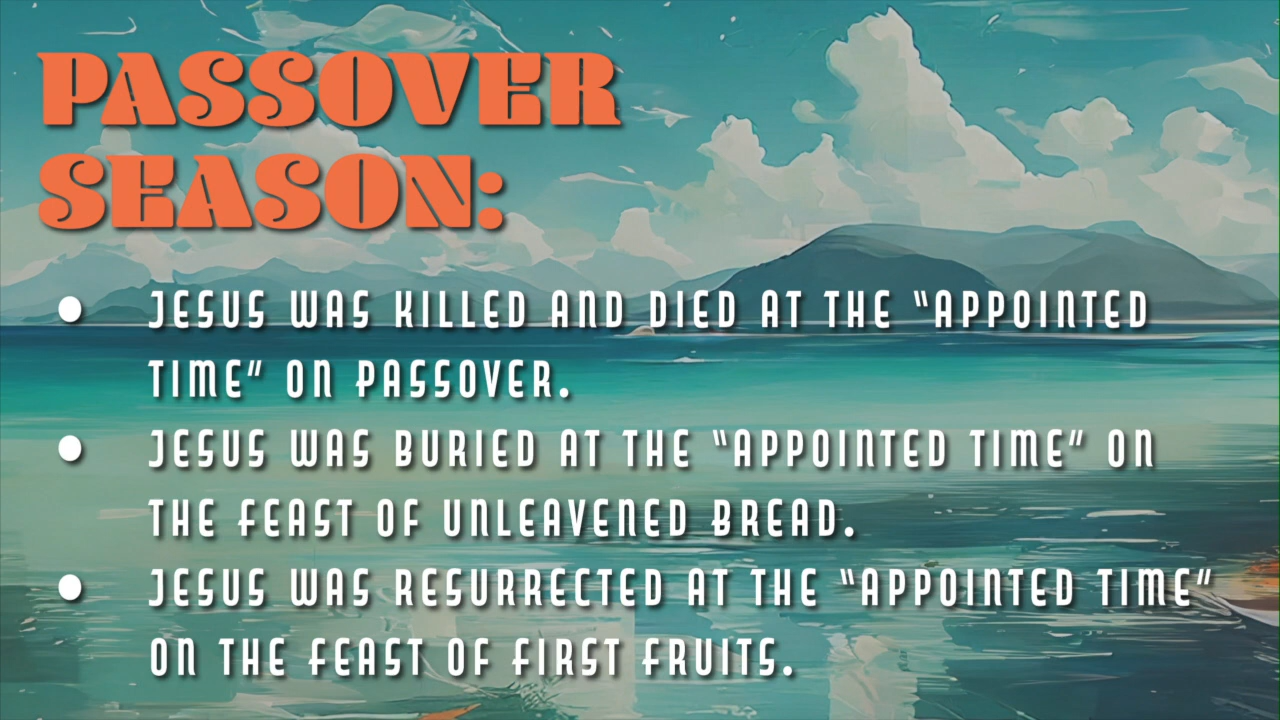 PASSOVER
SEASON:
• JESUS WAS KILLED AND DIED AT THE “APPOINTED
TIME” ON PASSOVER.
• JESUS WAS BURIED AT THE “APPOINTED TIME” ON
THE FEAST OF UNLEAVENED BREAD.
• JESUS WAS RESURRECTED AT THE “APPOINTED TIME”
ON THE FEAST OF FIRST FRUITS.